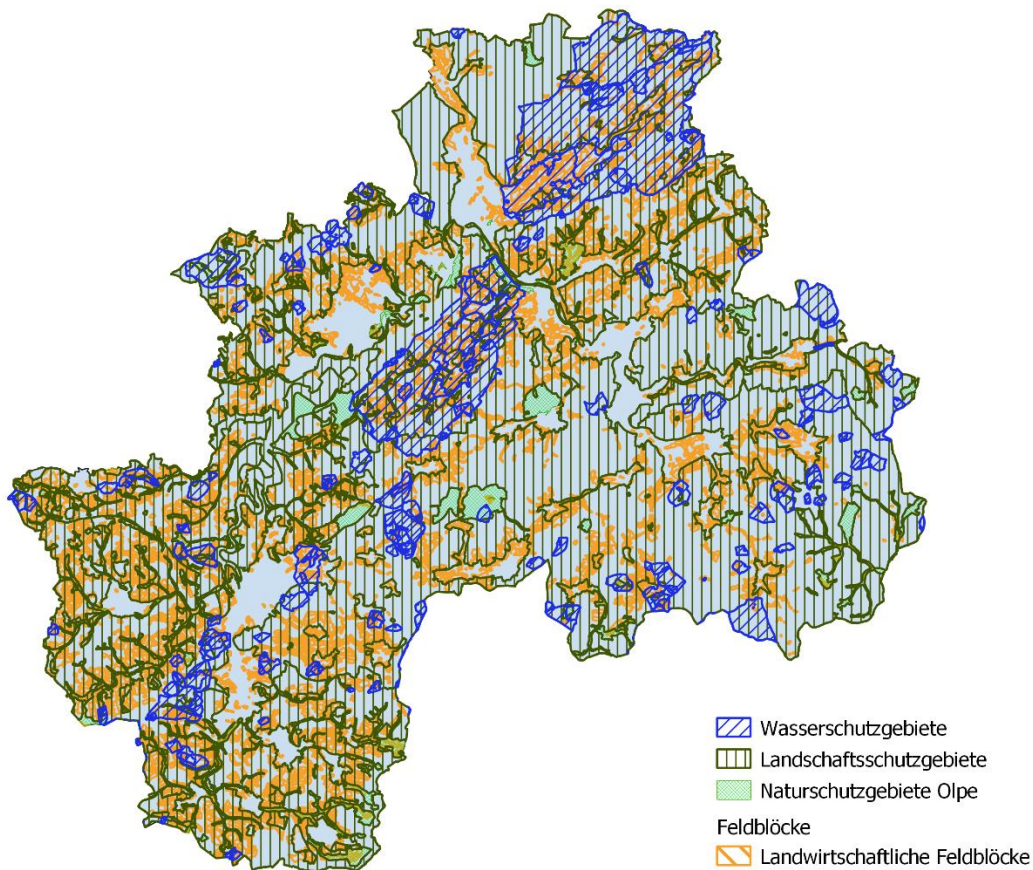 Wasserschutzgebiete
Landschaftsschutzgebiete
Naturschutzgebiete Olpe
Feldblöcke
Landwirtschaftliche Feldblöcke